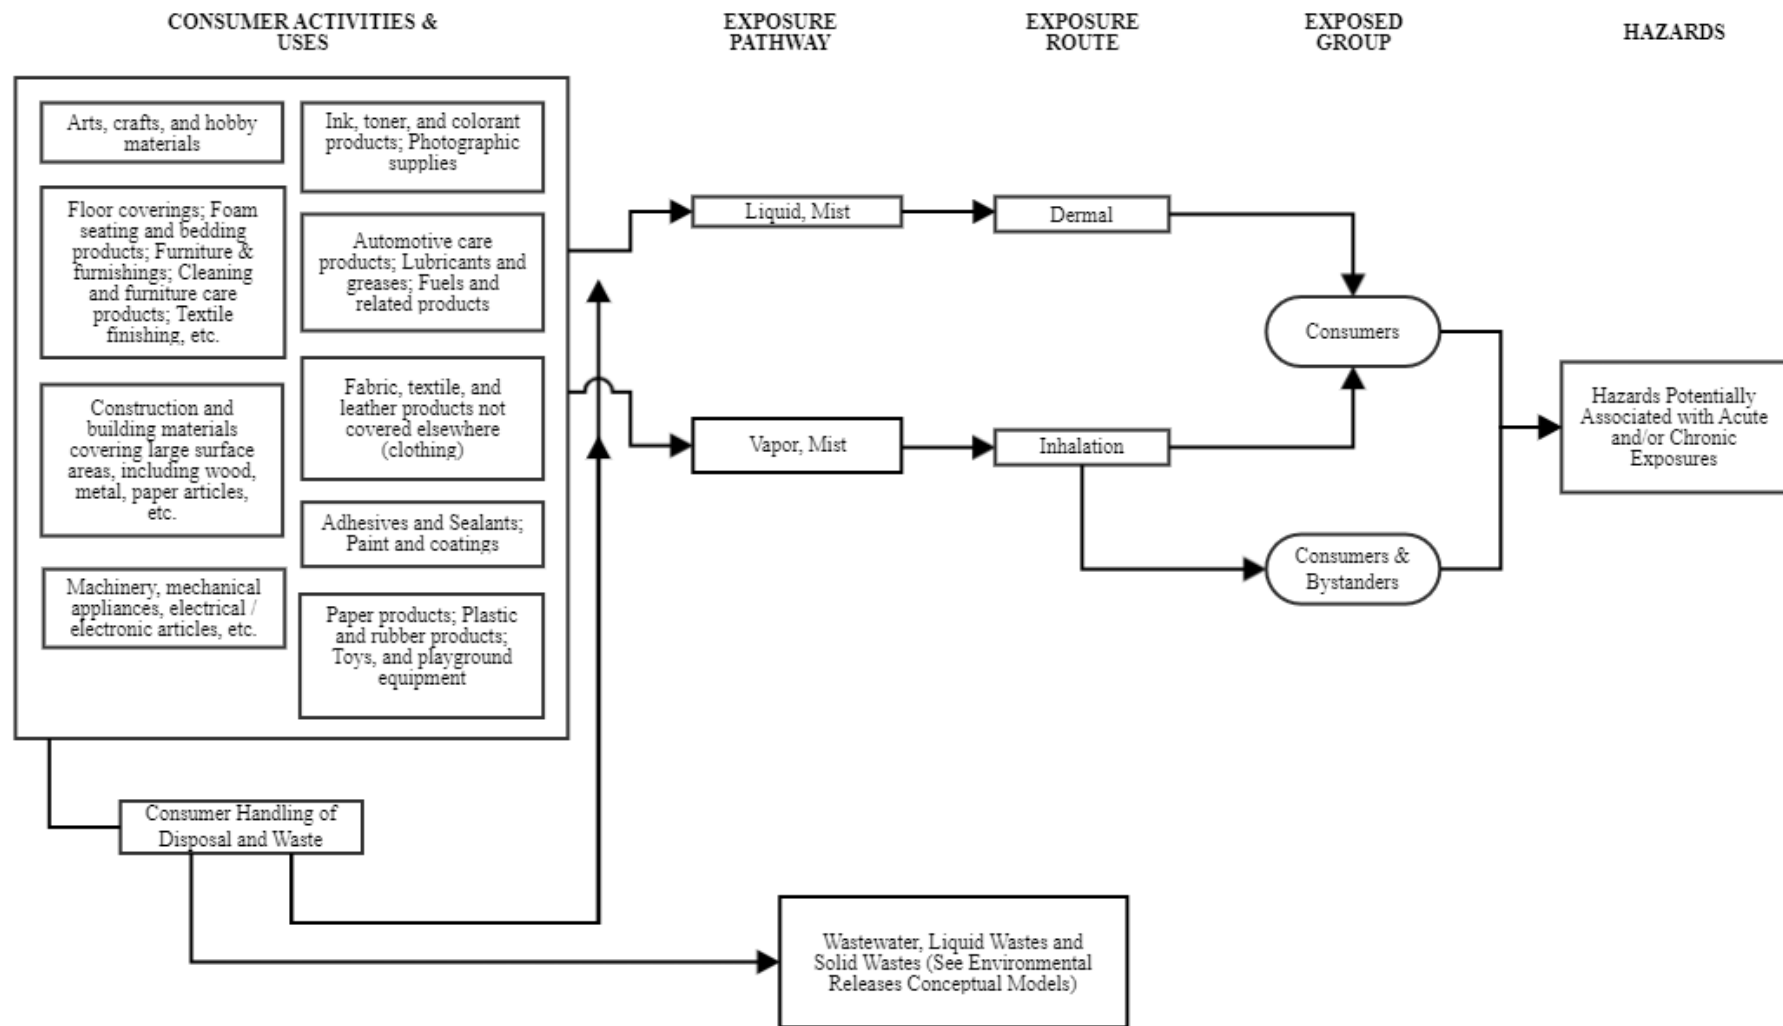 CONSUMER ACTIVITIES &
USES
EXPOSURE
PATHWAY
EXPOSURE
ROUTE
EXPOSED
GROUP
HAZARDS
Arts, crafts, and hobby
materials
Floor coverings; Foam
seating and bedding
products; Furniture &
furnishings; Cleaning
and furniture care
products; Textile
finishing, etc.
Construction and
building materials
covering large surface
areas, including wood,
metal, paper articles,
etc.
Machinery, mechanical
appliances, electrical /
electronic articles, etc.
Ink, toner, and colorant
products; Photographic
supplies
Automotive care
products; Lubricants and
greases; Fuels and
related products
Fabric, textile, and
leather products not
covered elsewhere
(clothing)
Adhesives and Sealants;
Paint and coatings
Paper products; Plastic
and rubber products;
Toys, and playground
equipment
Liquid, Mist
Vapor, Mist
Dermal
Inhalation
Consumers
Consumers &
Bystanders
Hazards Potentially
Associated with Acute
and/or Chronic
Exposures
Consumer Handling of
Disposal and Waste
Wastewater, Liquid Wastes and
Solid Wastes (See Environmental
Releases Conceptual Models)